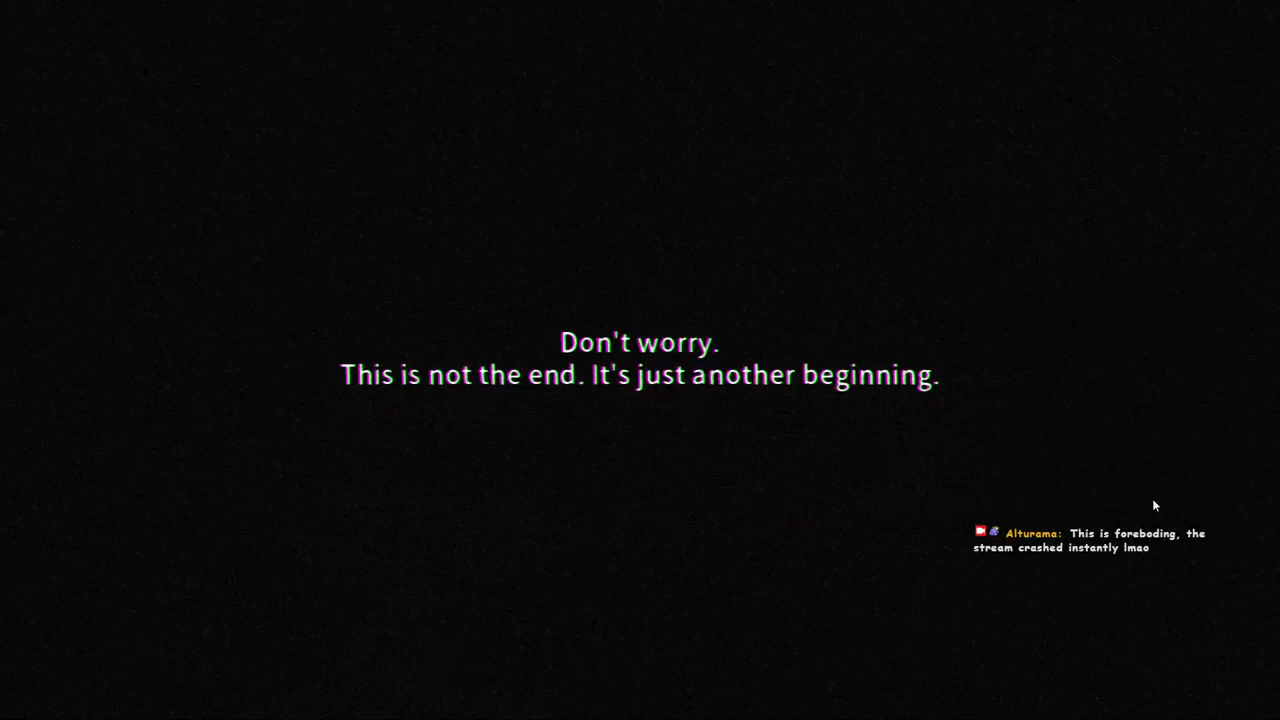 Don't worry.
This is not the end. It's just another beginning.
Alturama: This is foreboding, the
stream crashed instantly lmao